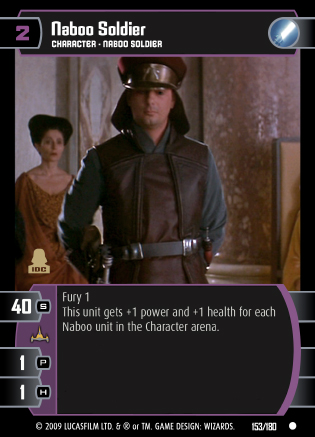 2 Naboo Soldier
CHARACTER - NABOO SOLDIER
IDC
40 S
1 P
1 H
Fury 1
This unit gets +1 power and +1 health for each
Naboo unit in the Character arena.
© 2009 LUCASFILM LTD. & ® or TM. GAME DESIGN: WIZARDS. 153/180